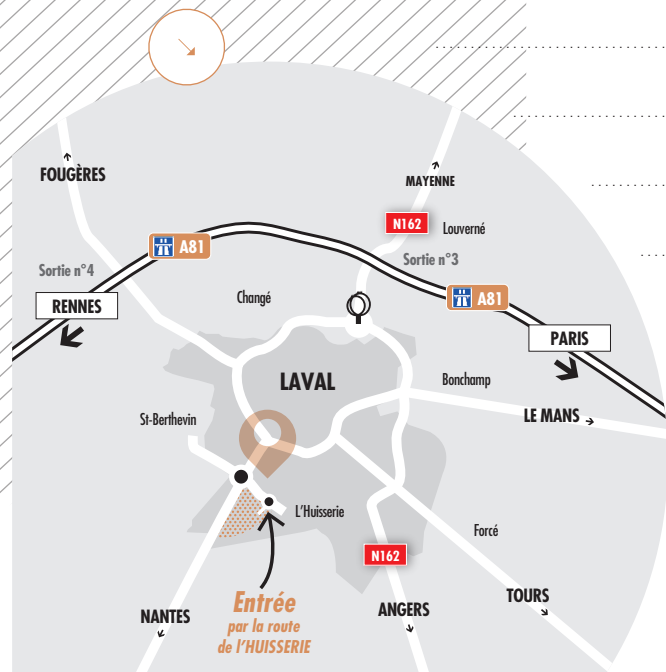 FOUGÈRES
MAYENNE
N162
Louverné
A81
Sortie n°4
Sortie n°3
RENNES
Changé
A81
PARIS
LAVAL
Bonchamp
St-Berthevin
LE MANS
L'Huisserie
Forcé
N162
Entrée
par la route
de l'HUISSERIE
NANTES
ANGERS
TOURS